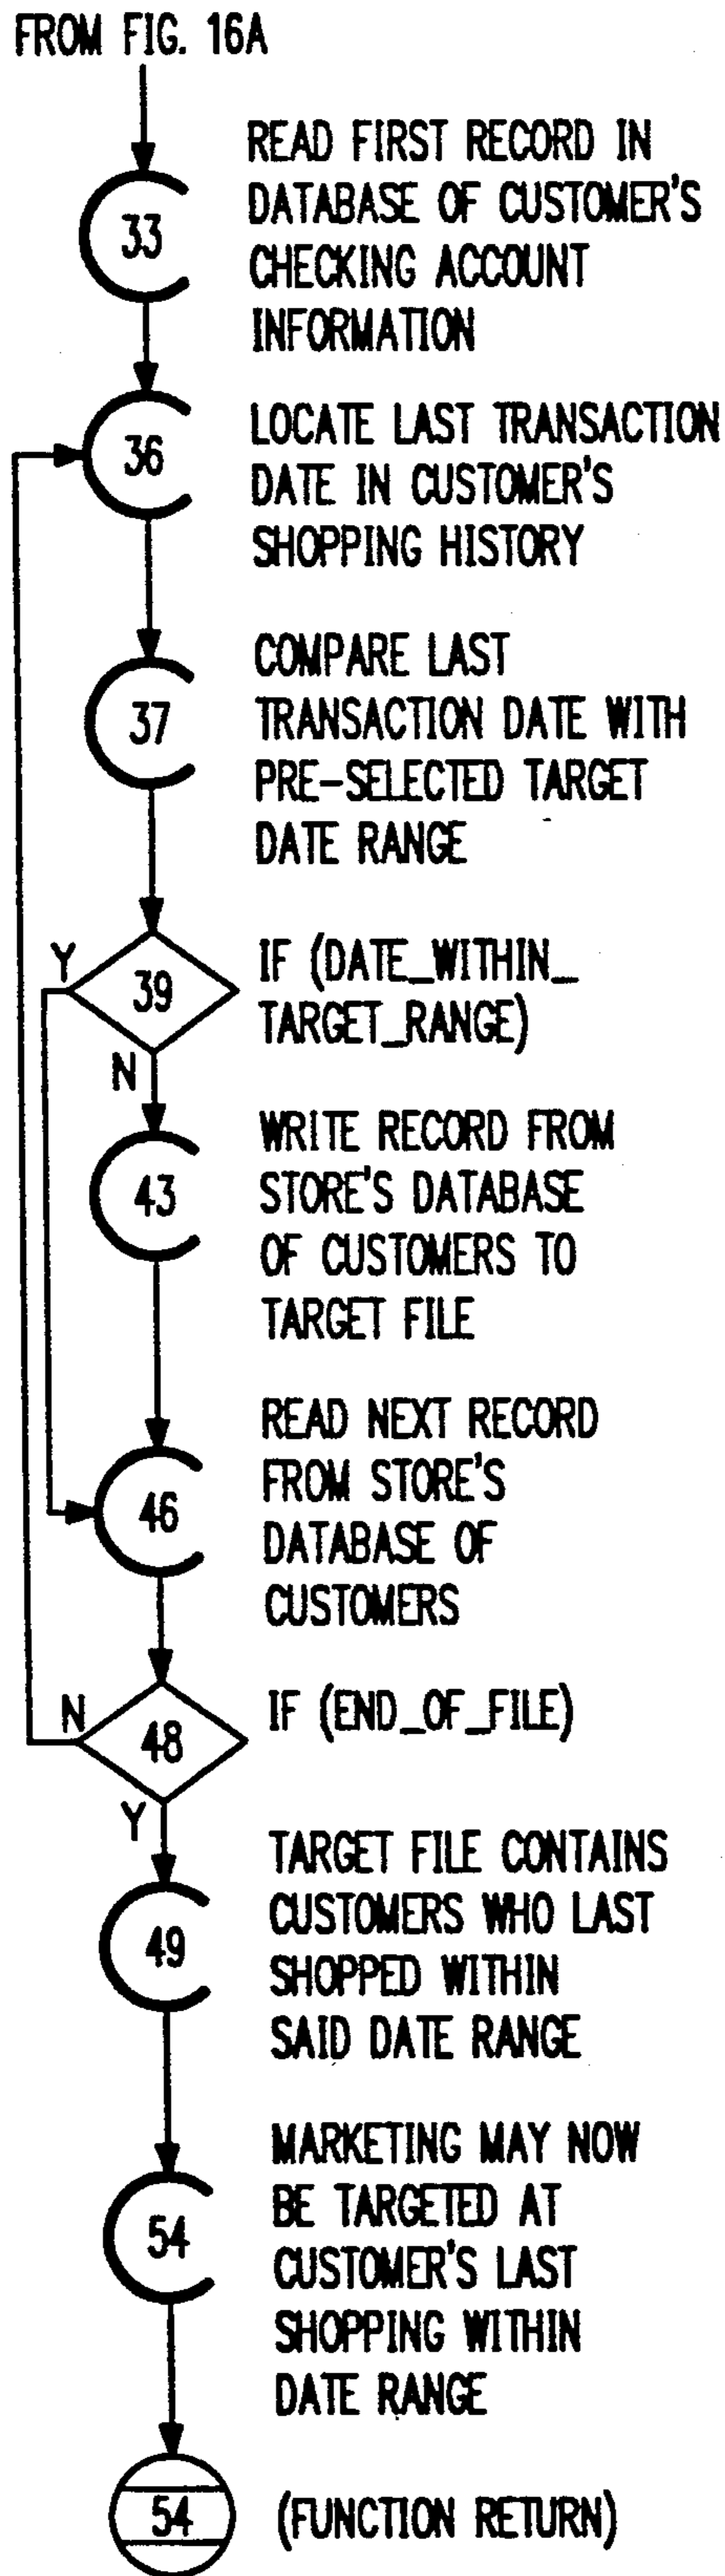 FROM FIG. 16A
READ FIRST RECORD IN
DATABASE OF CUSTOMER'S
33
CHECKING ACCOUNT
INFORMATION
LOCATE LAST TRANSACTION
36
DATE IN CUSTOMER'S
SHOPPING HISTORY
COMPARE LAST
TRANSACTION DATE WITH
37
PRE-SELECTED TARGET
DATE RANGE
Y
39
IF (DATE_WITHIN_
TARGET_RANGE)
N
WRITE RECORD FROM
STORE'S DATABASE
43
OF CUSTOMERS TO
TARGET FILE
READ NEXT RECORD
FROM STORE'S
46
DATABASE OF
CUSTOMERS
N
48
IF (END_OF_FILE)
Y
TARGET FILE CONTAINS
CUSTOMERS WHO LAST
49
SHOPPED WITHIN
SAID DATE RANGE
MARKETING MAY NOW
BE TARGETED AT
54
CUSTOMER'S LAST
SHOPPING WITHIN
DATE RANGE
54
(FUNCTION RETURN)